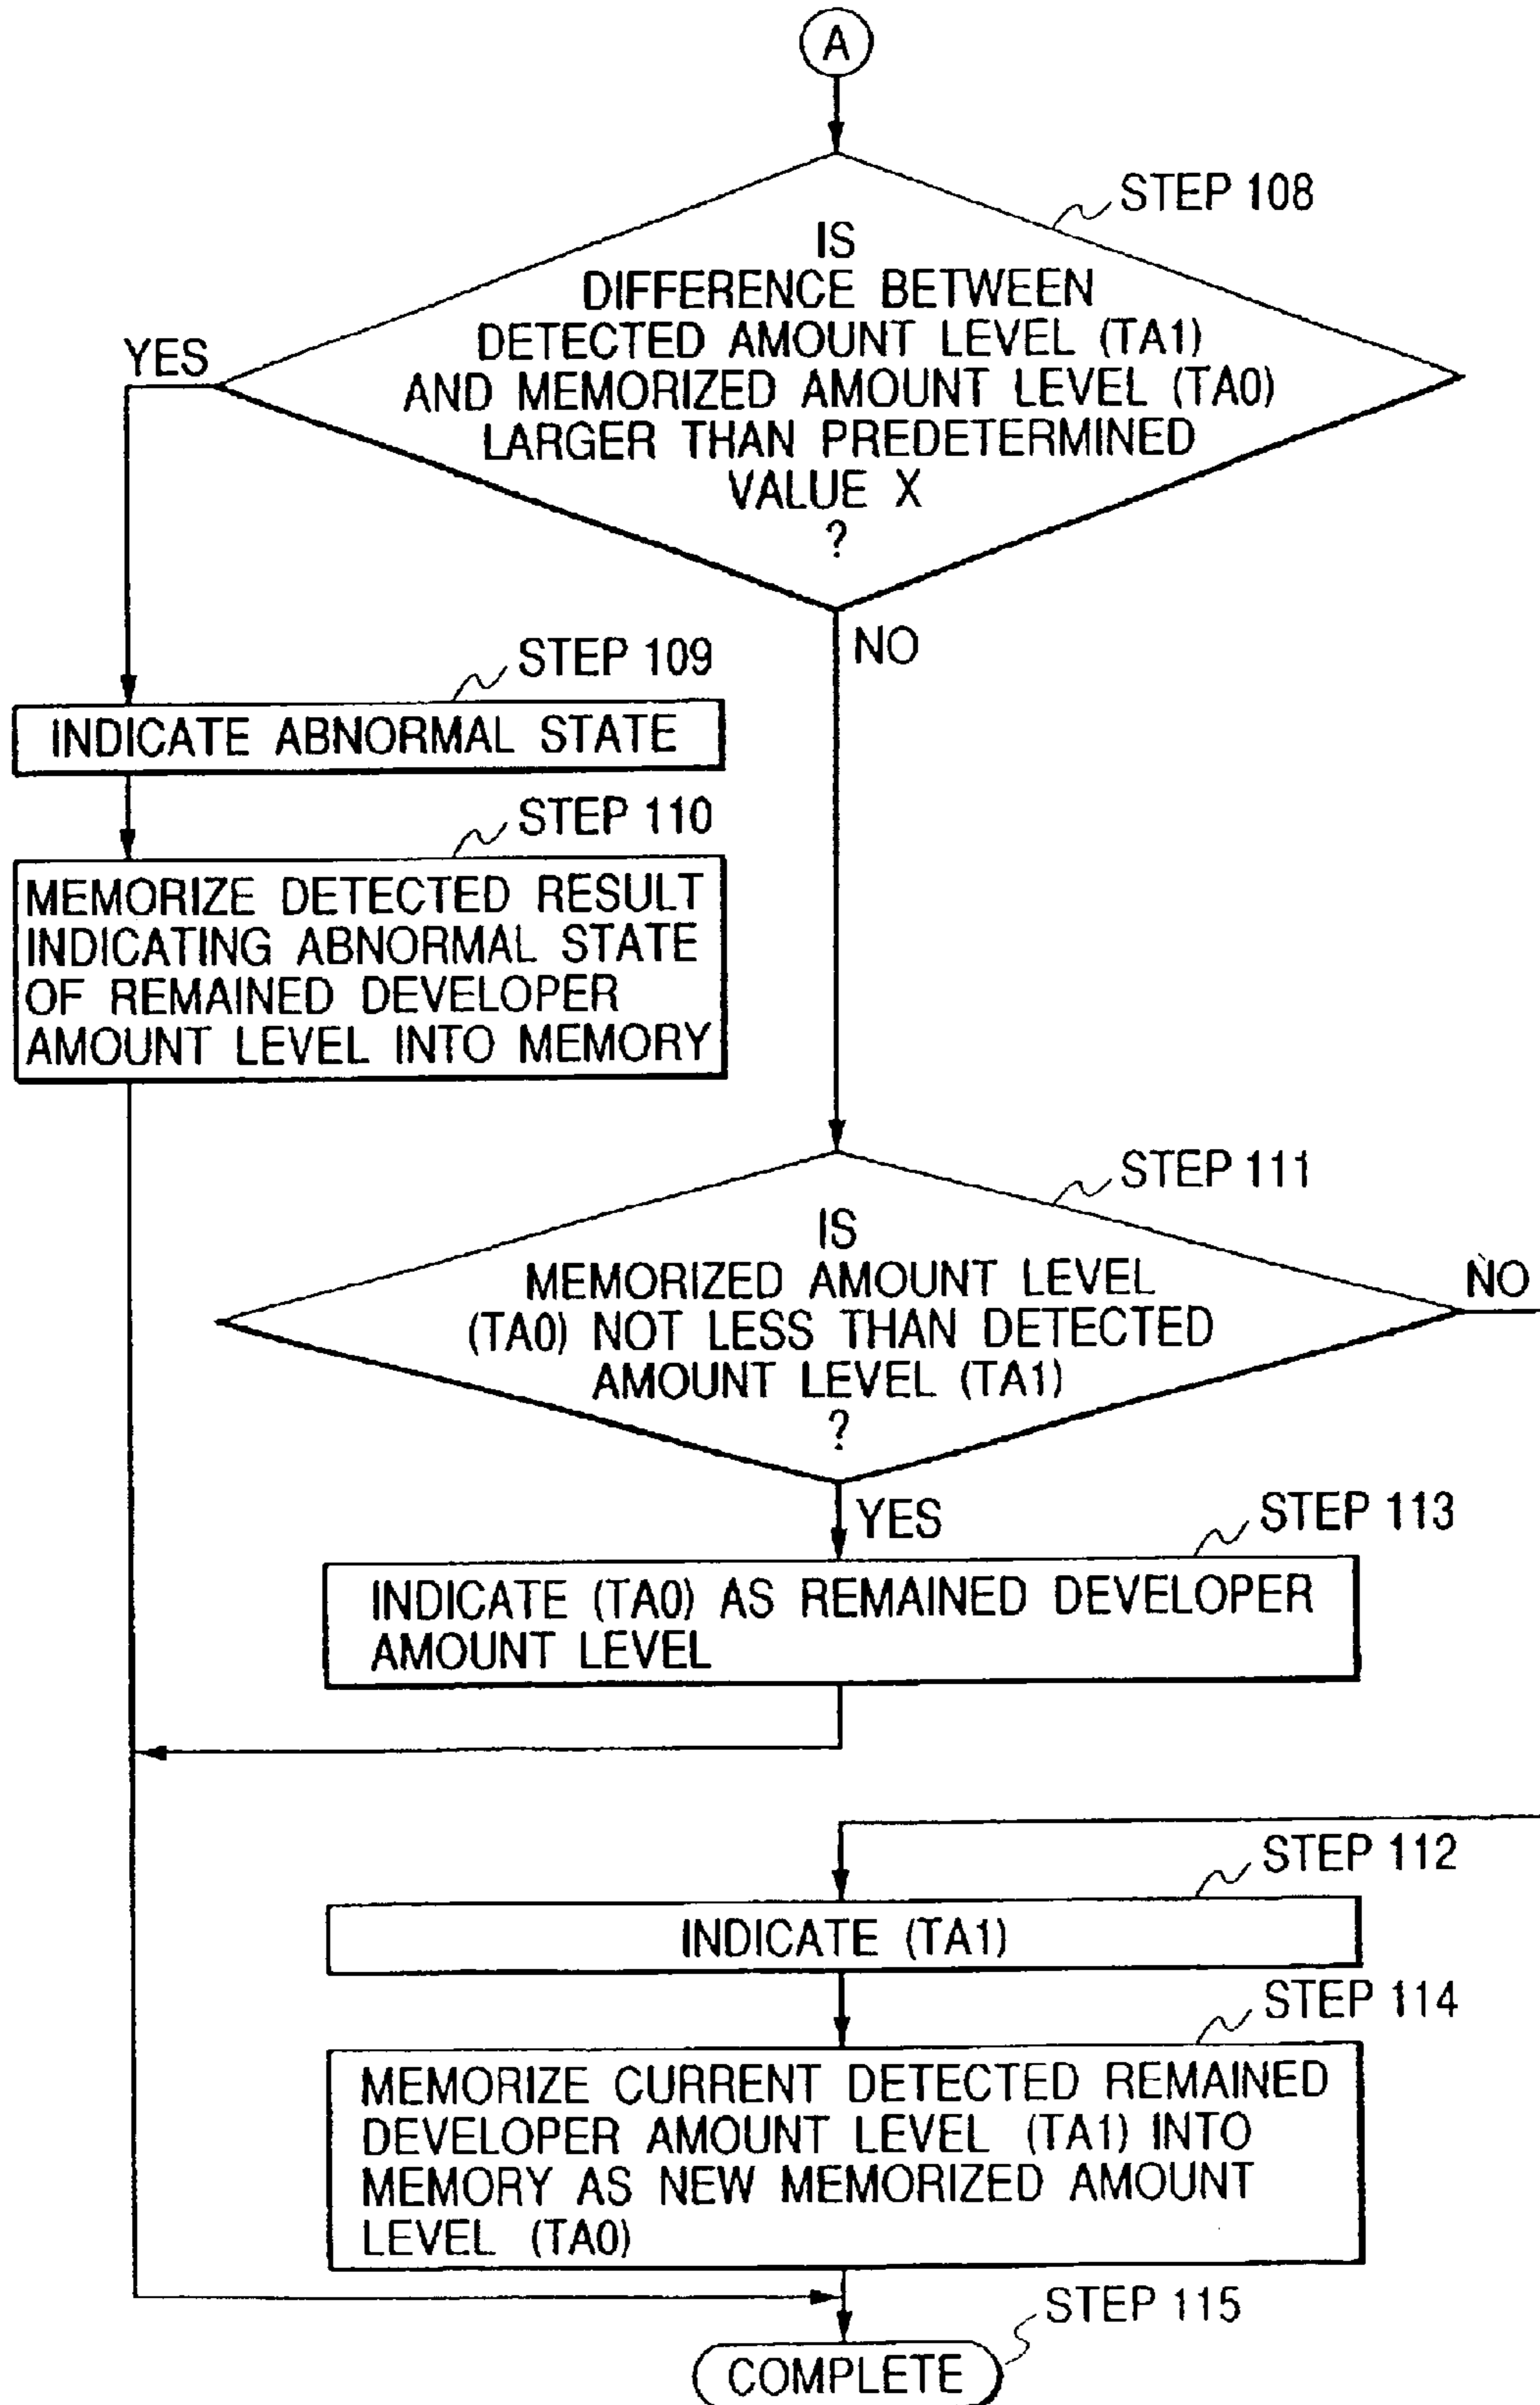 A
STEP 108
IS
DIFFERENCE BETWEEN
DETECTED AMOUNT LEVEL (TA1)
AND MEMORIZED AMOUNT LEVEL (TA0)
LARGER THAN PREDETERMINED
VALUE X
?
YES
NO
STEP 109
INDICATE ABNORMAL STATE
STEP 110
MEMORIZE DETECTED RESULT
INDICATING ABNORMAL STATE
OF REMAINED DEVELOPER
AMOUNT LEVEL INTO MEMORY
STEP 111
IS
MEMORIZED AMOUNT LEVEL
(TA0) NOT LESS THAN DETECTED
AMOUNT LEVEL (TA1)
?
NO
YES
STEP 113
INDICATE (TA0) AS REMAINED DEVELOPER
AMOUNT LEVEL
STEP 112
INDICATE (TA1)
STEP 114
MEMORIZE CURRENT DETECTED REMAINED
DEVELOPER AMOUNT LEVEL (TA1) INTO
MEMORY AS NEW MEMORIZED AMOUNT
LEVEL (TA0)
STEP 115
COMPLETE